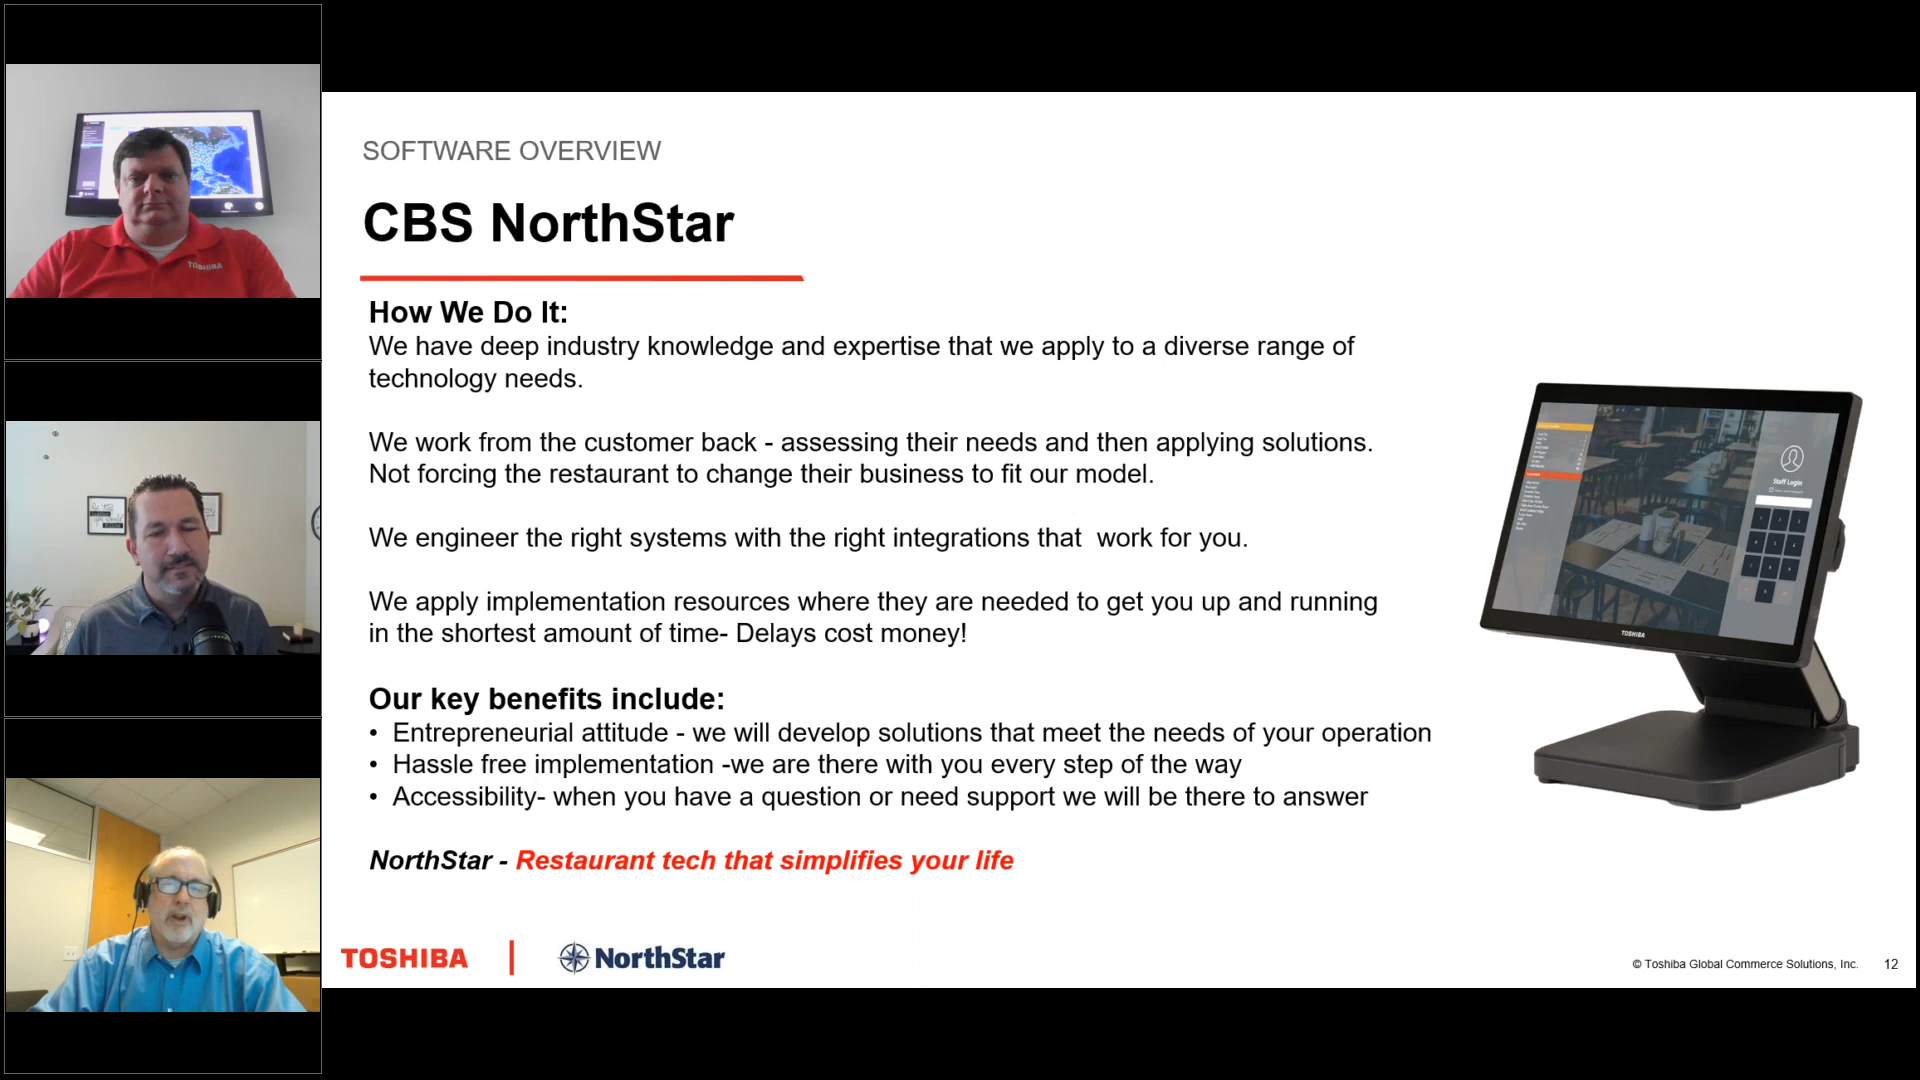 SOFTWARE OVERVIEW
CBS NorthStar
How We Do It:
We have deep industry knowledge and expertise that we apply to a diverse range of
technology needs.
We work from the customer back - assessing their needs and then applying solutions.
Not forcing the restaurant to change their business to fit our model.
We engineer the right systems with the right integrations that  work for you.
We apply implementation resources where they are needed to get you up and running
in the shortest amount of time- Delays cost money!
Our key benefits include:
• Entrepreneurial attitude - we will develop solutions that meet the needs of your operation
• Hassle free implementation -we are there with you every step of the way
• Accessibility- when you have a question or need support we will be there to answer
NorthStar - Restaurant tech that simplifies your life
TOSHIBA | NorthStar
© Toshiba Global Commerce Solutions, Inc. 12
Staff Login
TOSHIBA
TOSHIBA